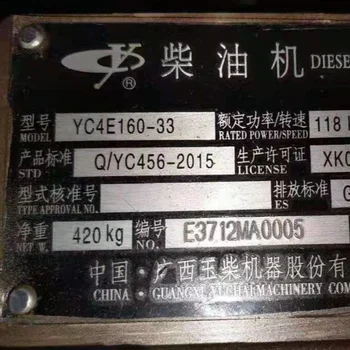 柴油机 DIESE
® 
型号 YC4E160-33 额定功率/转速 118
MODEL RATED POWER/SPEED
产品标准 Q/YC456-2015 生产许可证 XK
STD LICENSE
型式核准号 排放标准 G
TYPE APPROVAL NO. ES
净重 420kg 编号 E3712MA0005
NET W. NO.
中国·广西玉柴机器股份有
CHINA: GUANGXI YUCHAI MACHINERY COM